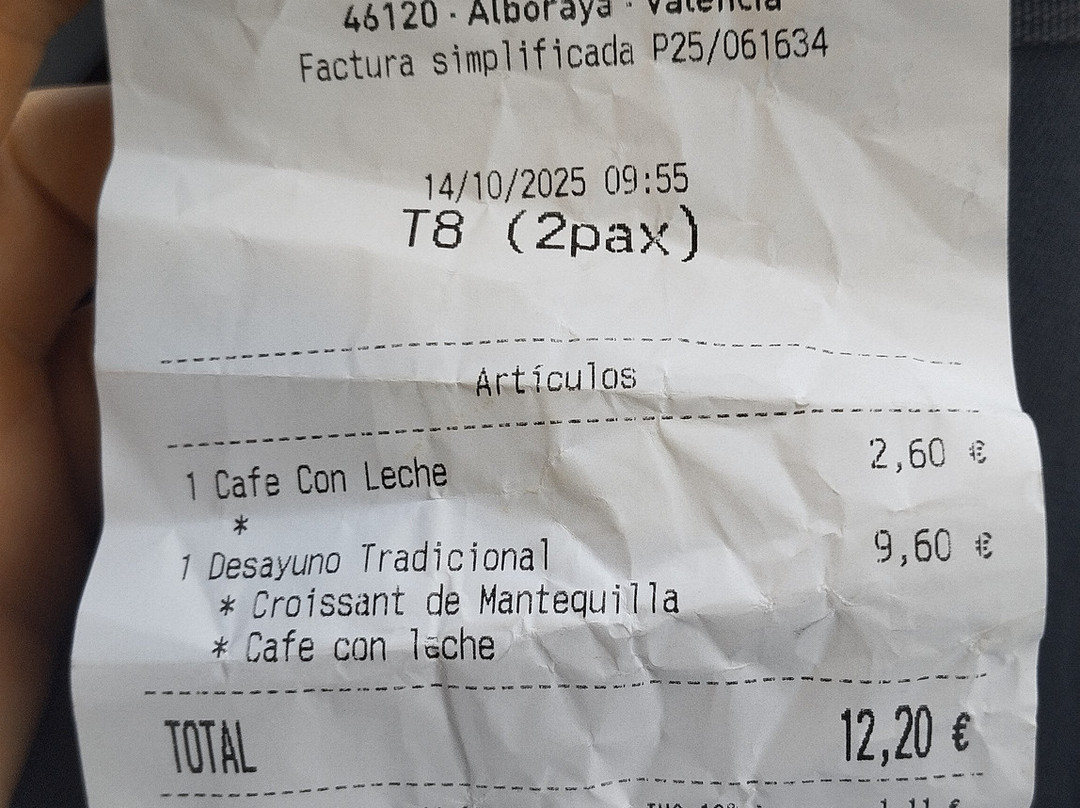 46120 · Alboraya · Valencia
Factura simplificada P25/061634
14/10/2025 09:55
T8 (2pax)
Artículos
1 Cafe Con Leche 2,60 €
*
1 Desayuno Tradicional 9,60 €
* Croissant de Mantequilla
* Cafe con leche
TOTAL 12,20 €